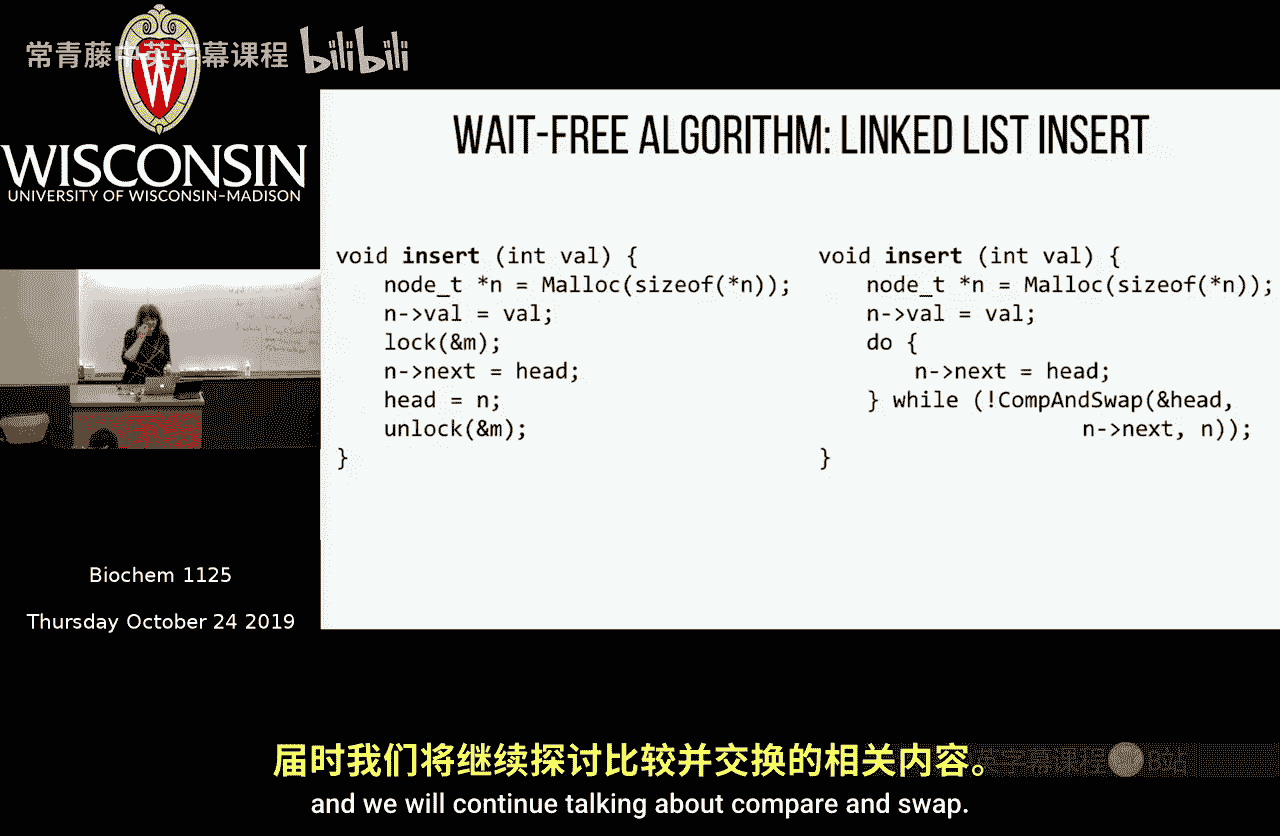 常青藤中英字幕课程 bilibili
W
WISCONSIN
UNIVERSITY OF WISCONSIN-MADISON
WAIT-FREE ALGORITHM: LINKED LIST INSERT
void insert (int val) {
node_t *n = Malloc(sizeof(*n));
n->val = val;
lock(&m);
n->next = head;
head = n;
unlock(&m);
}
void insert (int val) {
node_t *n = Malloc(sizeof(*n));
n->val = val;
do {
n->next = head;
} while (!CompAndSwap(&head,
n->next, n));
}
Biochem 1125
Thursday October 24 2019
届时我们将继续探讨比较并交换的相关内容。
and we will continue talking about compare and swap.